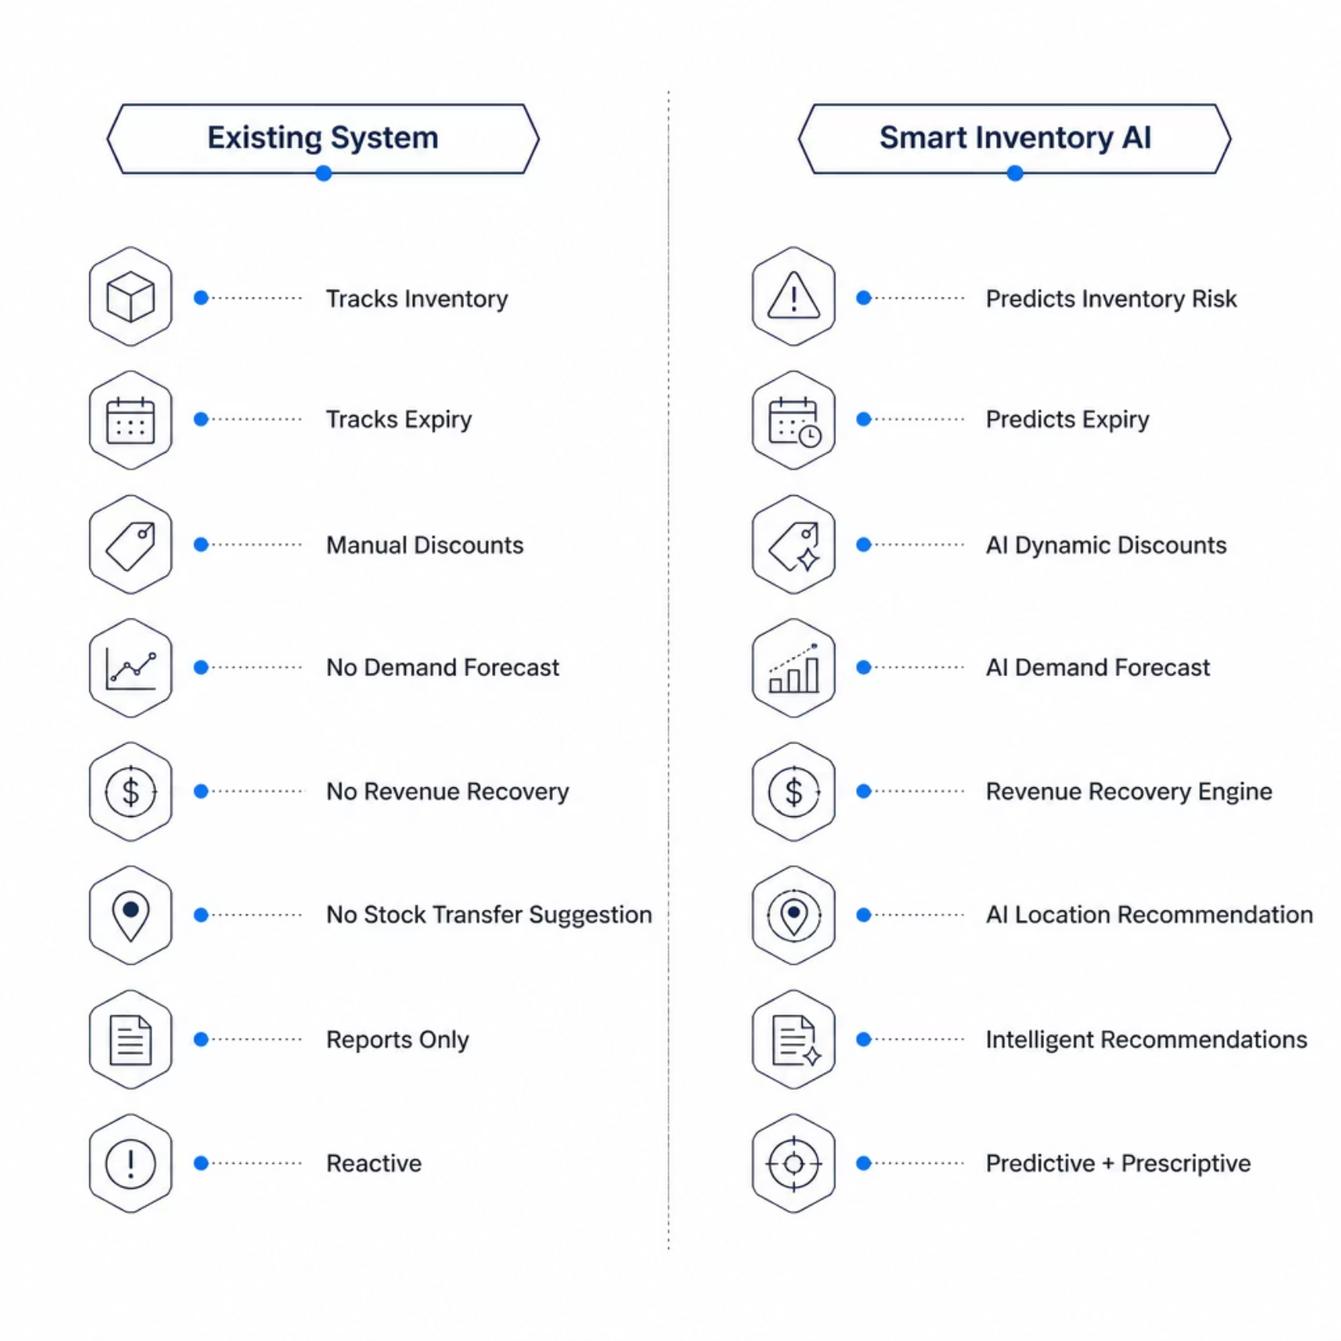 Existing System
Smart Inventory AI
Tracks Inventory
Predicts Inventory Risk
Tracks Expiry
Predicts Expiry
Manual Discounts
AI Dynamic Discounts
No Demand Forecast
AI Demand Forecast
No Revenue Recovery
Revenue Recovery Engine
No Stock Transfer Suggestion
AI Location Recommendation
Reports Only
Intelligent Recommendations
Reactive
Predictive + Prescriptive